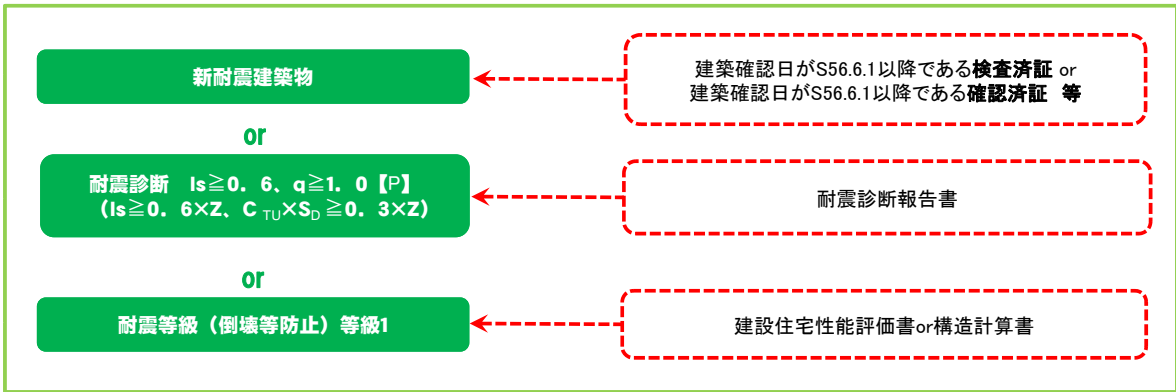 新耐震建築物
建築確認日がS56.6.1以降である検査済証 or
建築確認日がS56.6.1以降である確認済証 等
or
耐震診断 Is≧0.6、q≧1.0【P】
（Is≧0.6×Z、C TU×SD ≧0.3×Z）
耐震診断報告書
or
耐震等級（倒壊等防止）等級1
建設住宅性能評価書or構造計算書